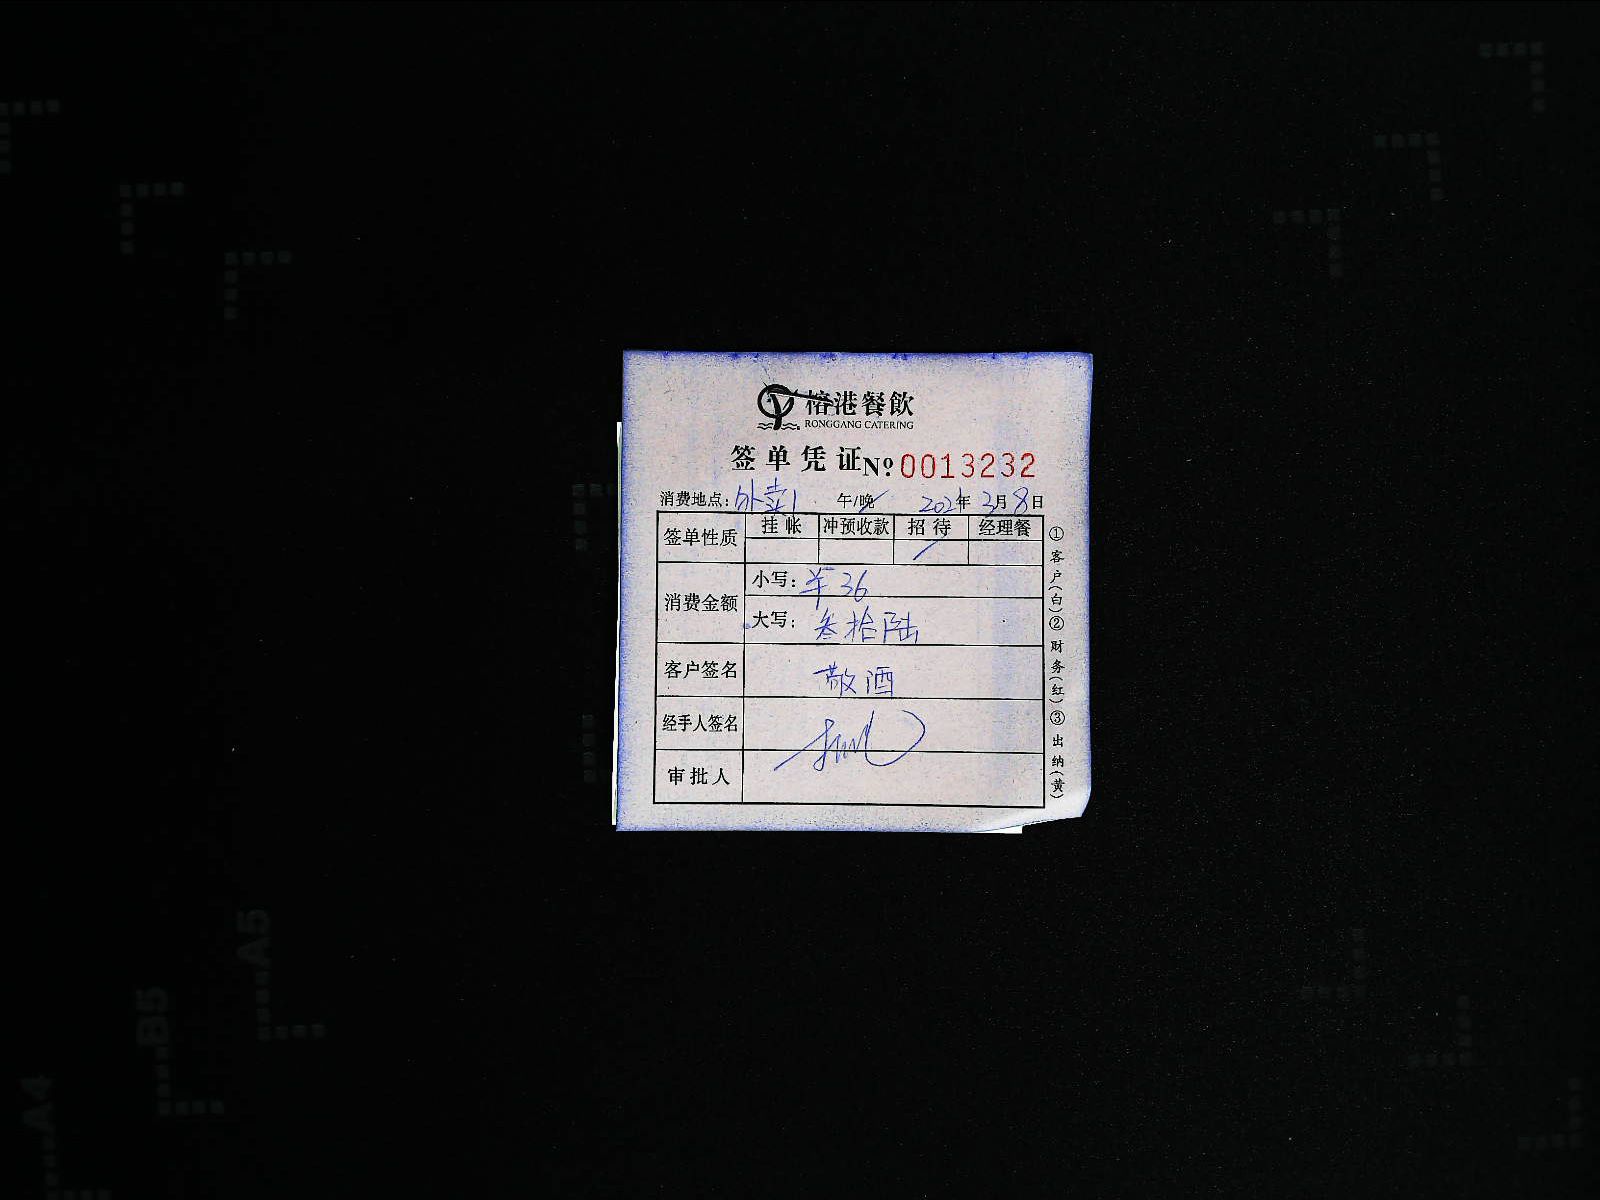 榕港餐飲
RONGGANG CATERING
签单凭证 № 0013232
消费地点: 外卖1 午/晚 2021年3月8日
签单性质 挂帐 冲预收款 招待 经理餐
消费金额 小写: ¥36
大写: 叁拾陆
客户签名 敬酒
经手人签名
审批人
①客户(白)②财务(红)③出纳(黄)
A5
B5
A4